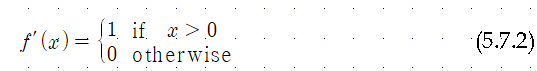 f′(x) = {1 if x > 0
{0 otherwise (5.7.2)